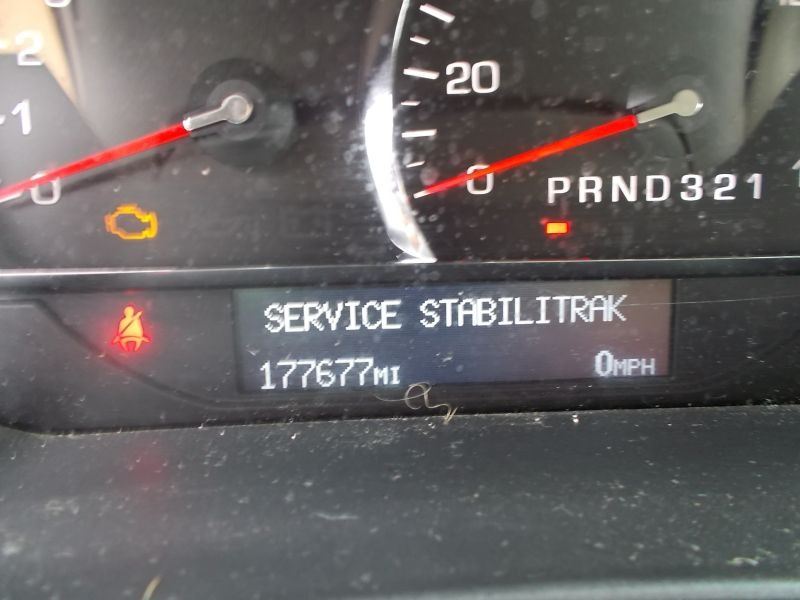 2
1
0
20
0
PRND321
SERVICE STABILITRAK
177677MI 0MPH